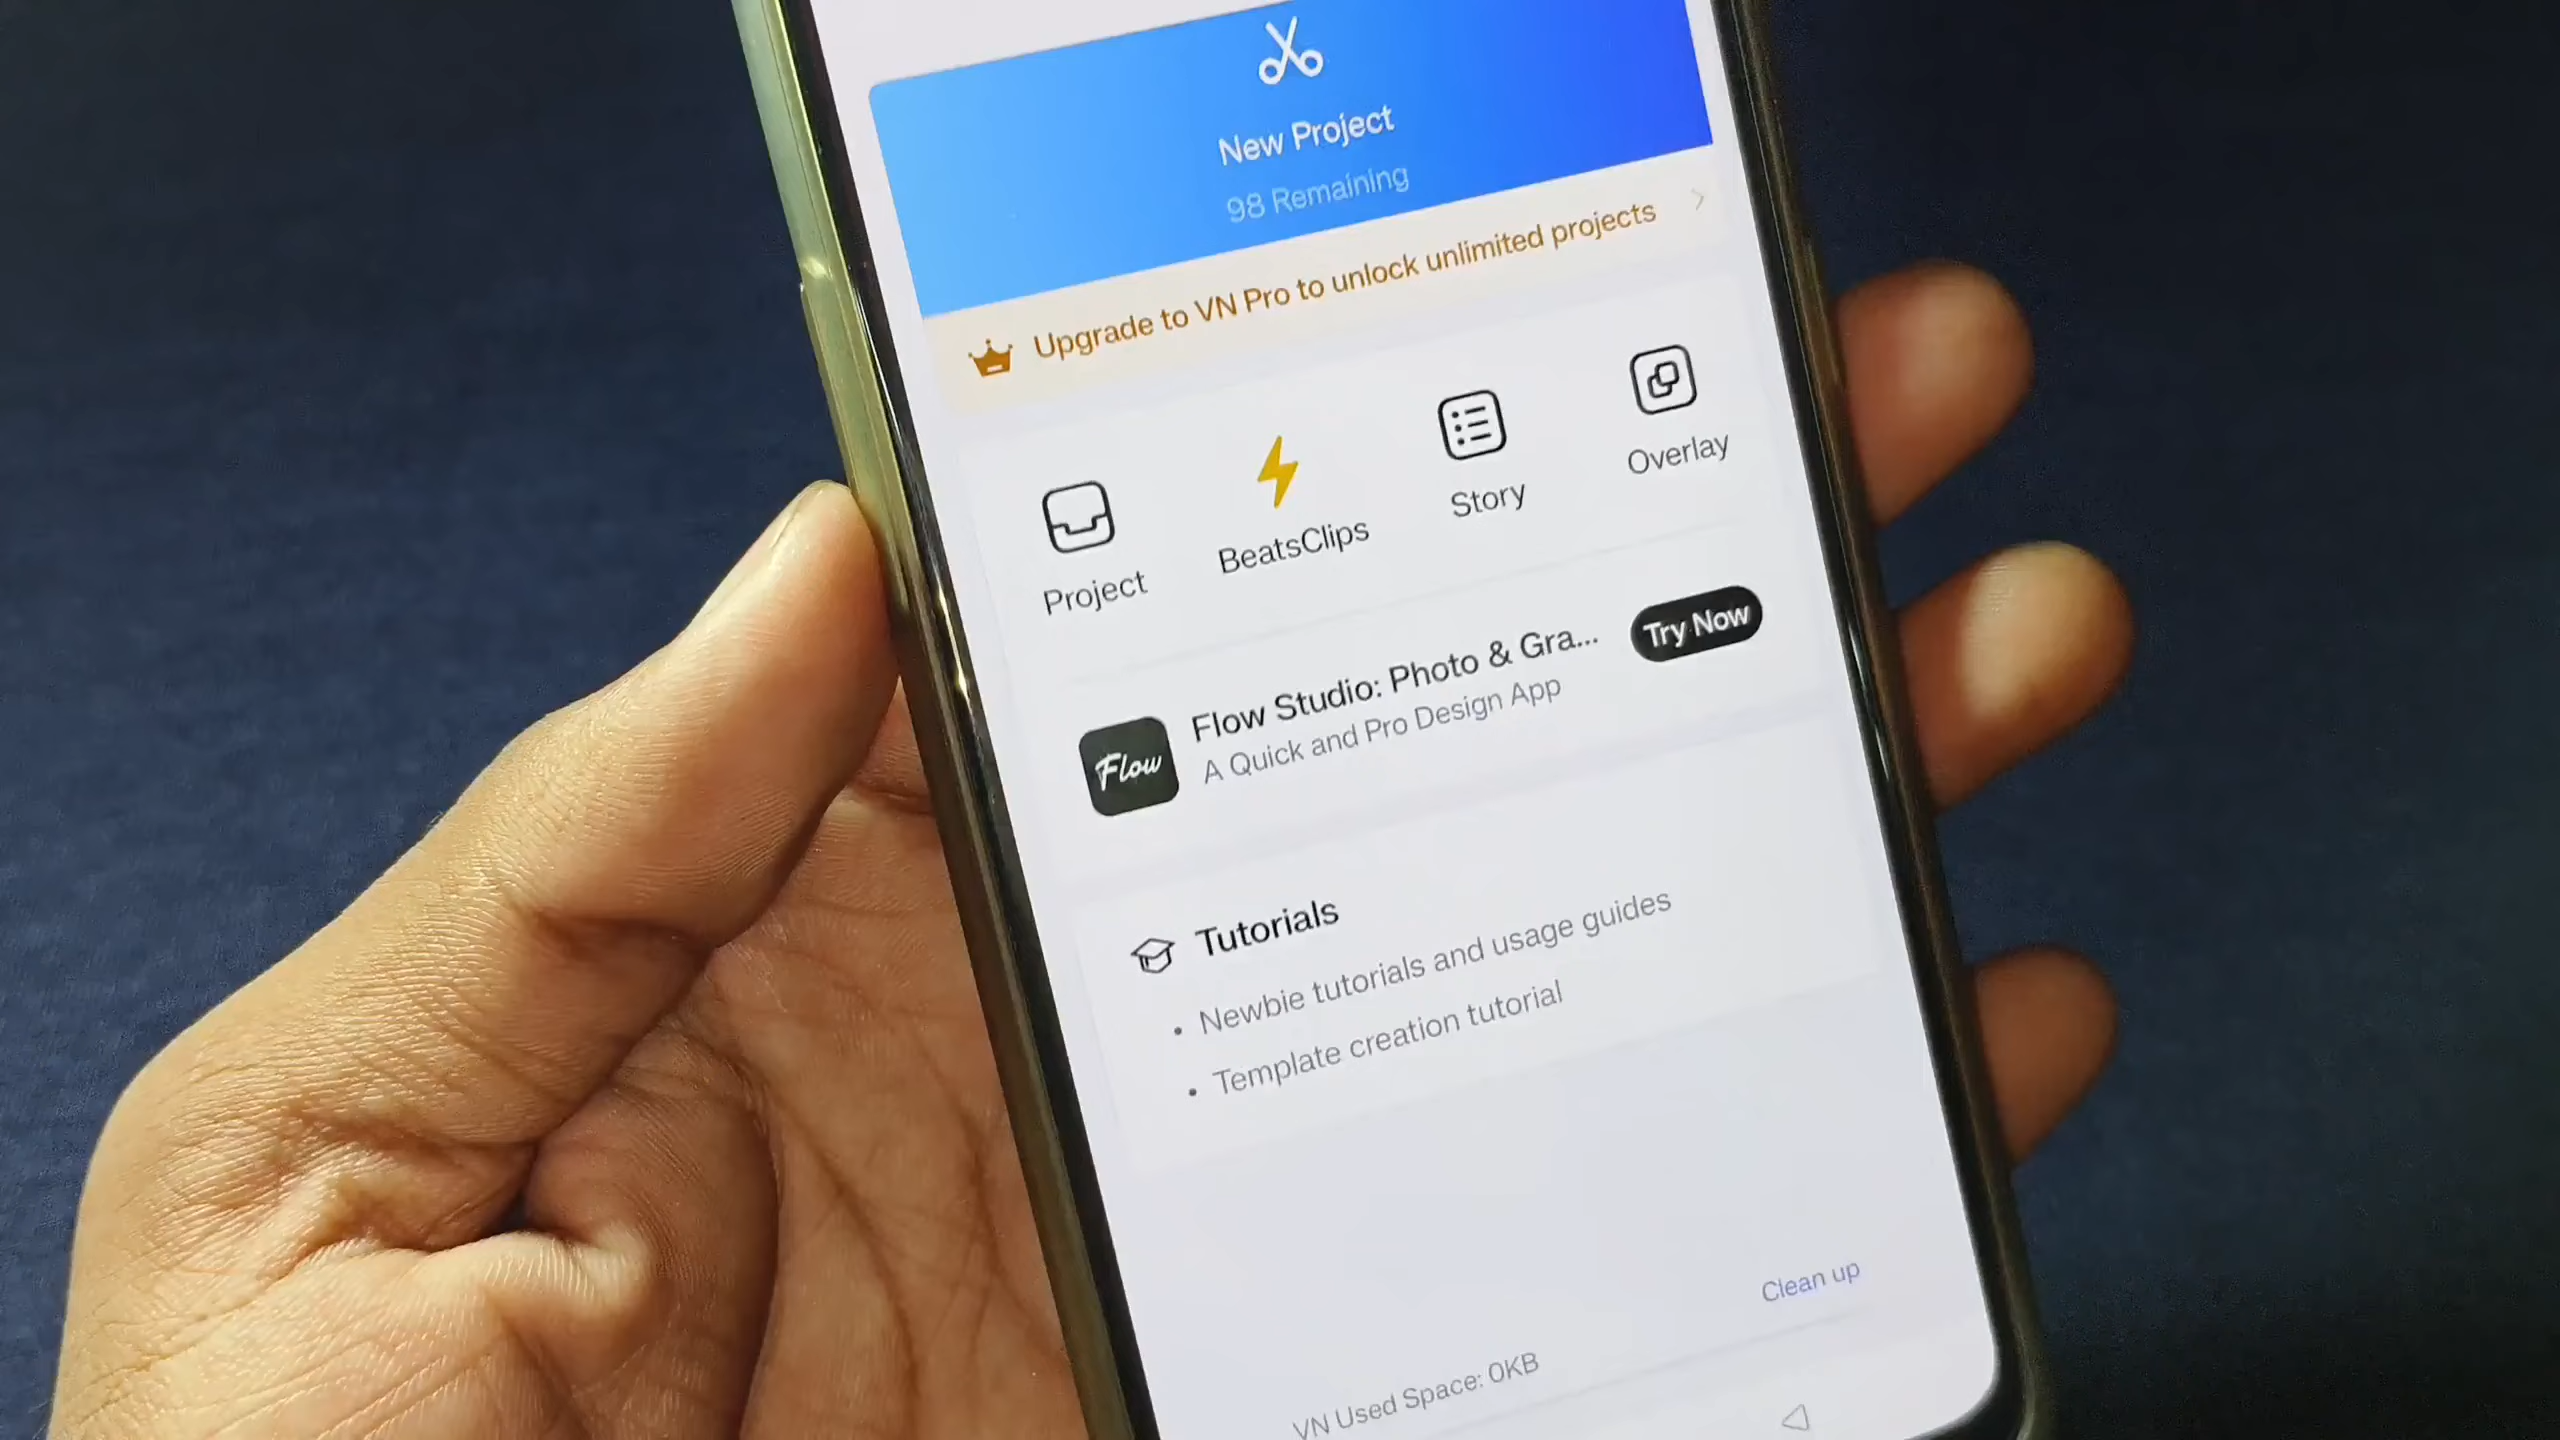 New Project
98 Remaining
Upgrade to VN Pro to unlock unlimited projects
Project
BeatsClips
Story
Overlay
Flow
Flow Studio: Photo & Gra...
A Quick and Pro Design App
Try Now
Tutorials
• Newbie tutorials and usage guides
• Template creation tutorial
Clean up
VN Used Space: 0KB